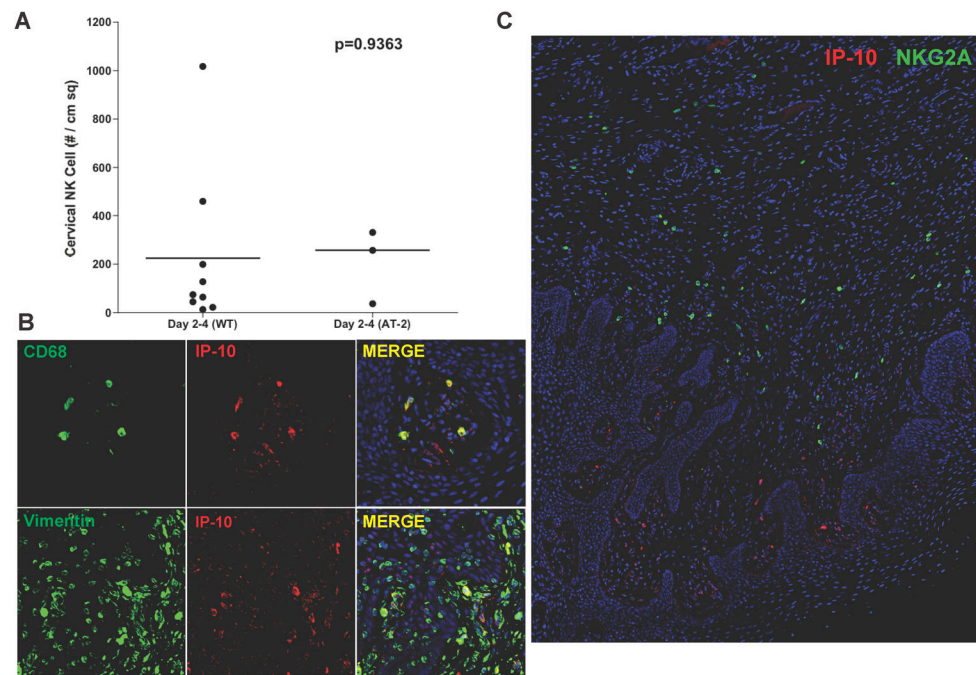 A
1200
1000
800
600
400
200
0
Cervical NK Cell (# / cm sq)
p=0.9363
Day 2-4 (WT)
Day 2-4 (AT-2)
B
CD68
IP-10
MERGE
Vimentin
IP-10
MERGE
C
IP-10 NKG2A